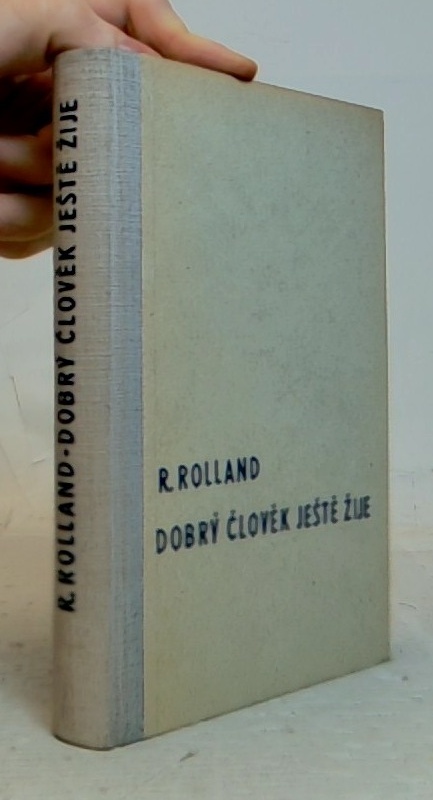 R. ROLLAND-DOBRÝ ČLOVĚK JEŠTĚ ŽIJE
R. ROLLAND
DOBRÝ ČLOVĚK JEŠTĚ ŽIJE